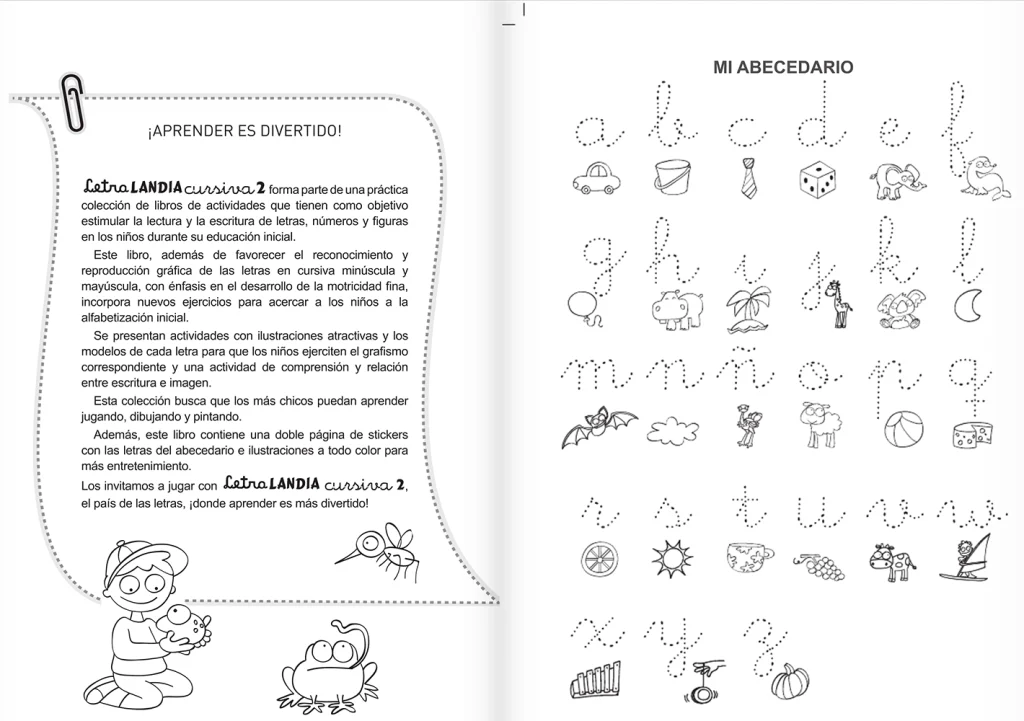 ¡APRENDER ES DIVERTIDO!
Letra LANDIA cursiva 2 forma parte de una práctica
colección de libros de actividades que tienen como objetivo
estimular la lectura y la escritura de letras, números y figuras
en los niños durante su educación inicial.
Este libro, además de favorecer el reconocimiento y
reproducción gráfica de las letras en cursiva minúscula y
mayúscula, con énfasis en el desarrollo de la motricidad fina,
incorpora nuevos ejercicios para acercar a los niños a la
alfabetización inicial.
Se presentan actividades con ilustraciones atractivas y los
modelos de cada letra para que los niños ejerciten el grafismo
correspondiente y una actividad de comprensión y relación
entre escritura e imagen.
Esta colección busca que los más chicos puedan aprender
jugando, dibujando y pintando.
Además, este libro contiene una doble página de stickers
con las letras del abecedario e ilustraciones a todo color para
más entretenimiento.
Los invitamos a jugar con Letra LANDIA cursiva 2,
el país de las letras, ¡donde aprender es más divertido!
MI ABECEDARIO
a b c d e f
g h i j k l
m n ñ o p q
r s t u v w
x y z